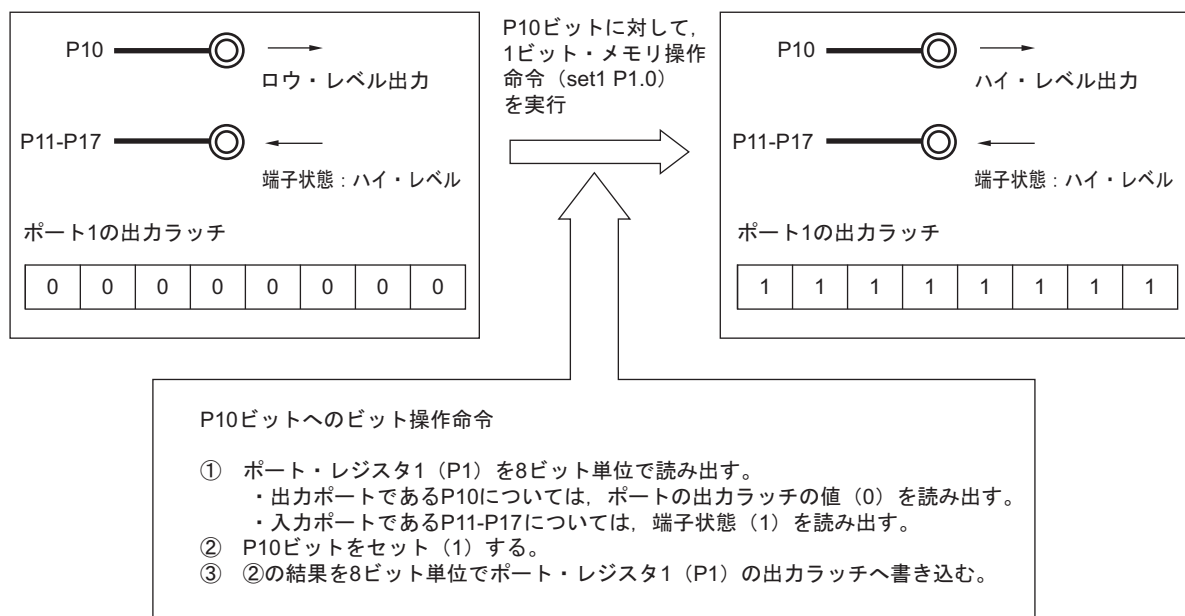 P10
ロウ・レベル出力
P11-P17
端子状態：ハイ・レベル
ポート1の出力ラッチ
0 0 0 0 0 0 0 0
P10ビットに対して，
1ビット・メモリ操作
命令（set1 P1.0）
を実行
P10
ハイ・レベル出力
P11-P17
端子状態：ハイ・レベル
ポート1の出力ラッチ
1 1 1 1 1 1 1 1
P10ビットへのビット操作命令
① ポート・レジスタ1（P1）を8ビット単位で読み出す。
・出力ポートであるP10については，ポートの出力ラッチの値（0）を読み出す。
・入力ポートであるP11-P17については，端子状態（1）を読み出す。
② P10ビットをセット（1）する。
③ ②の結果を8ビット単位でポート・レジスタ1（P1）の出力ラッチへ書き込む。